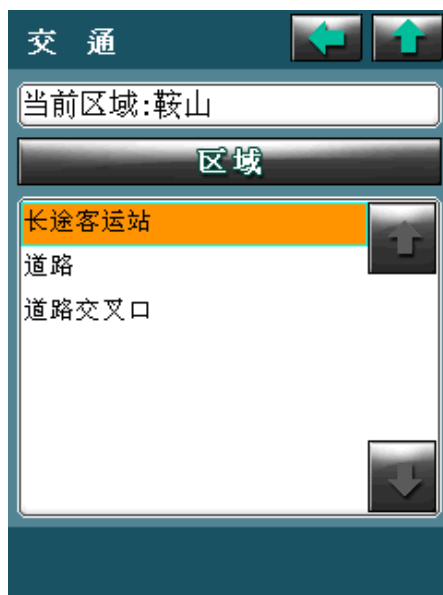 交 通
当前区域:鞍山
区域
长途客运站
道路
道路交叉口